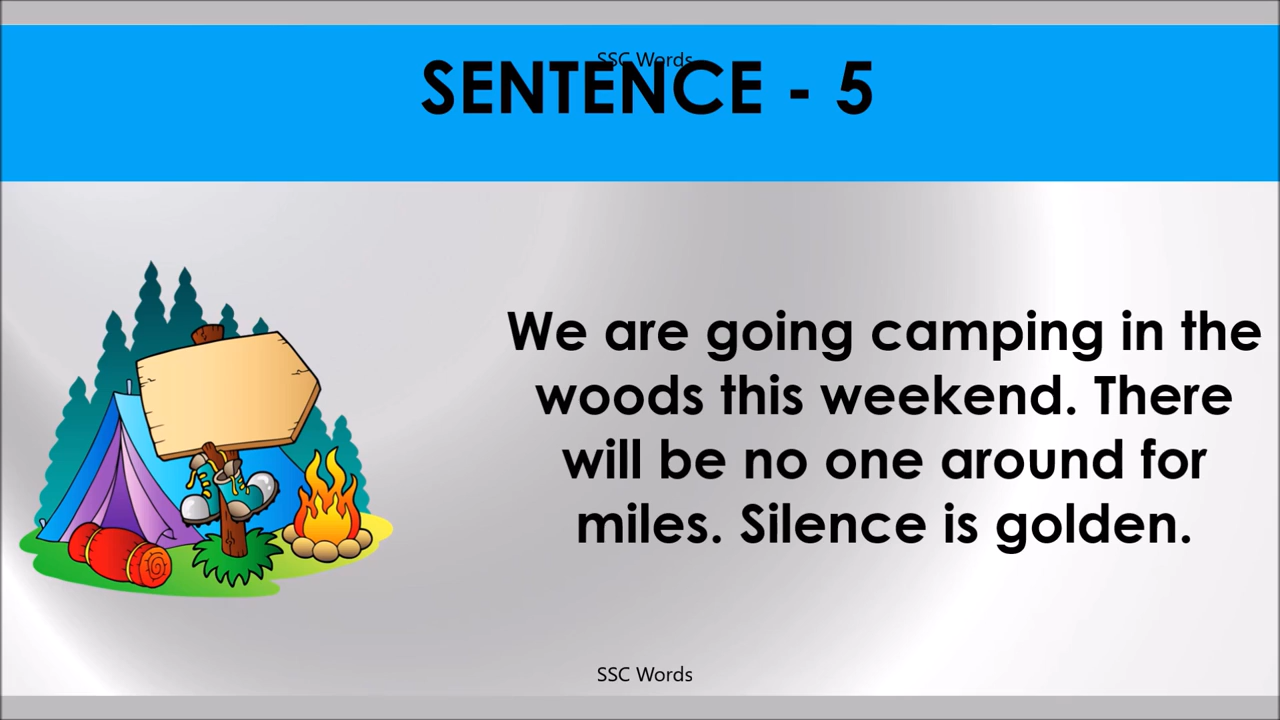 SSC Words
SENTENCE - 5
We are going camping in the
woods this weekend. There
will be no one around for
miles. Silence is golden.
SSC Words